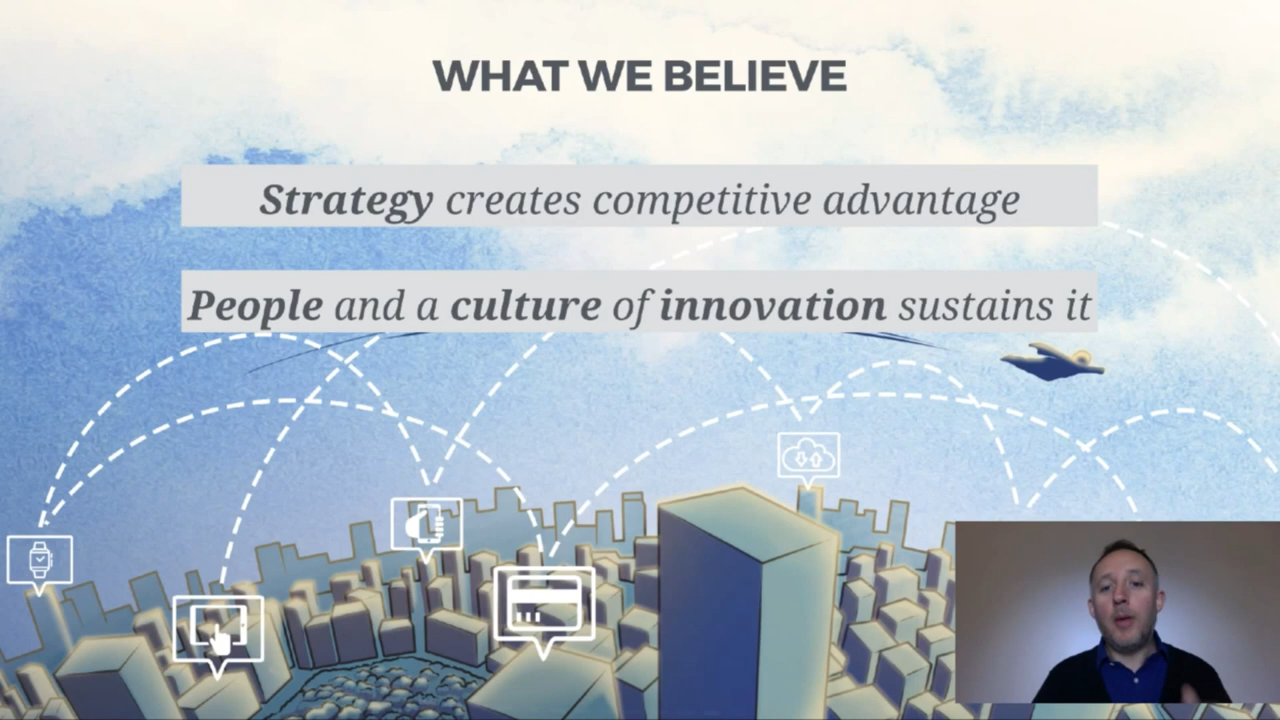 WHAT WE BELIEVE
Strategy creates competitive advantage
People and a culture of innovation sustains it